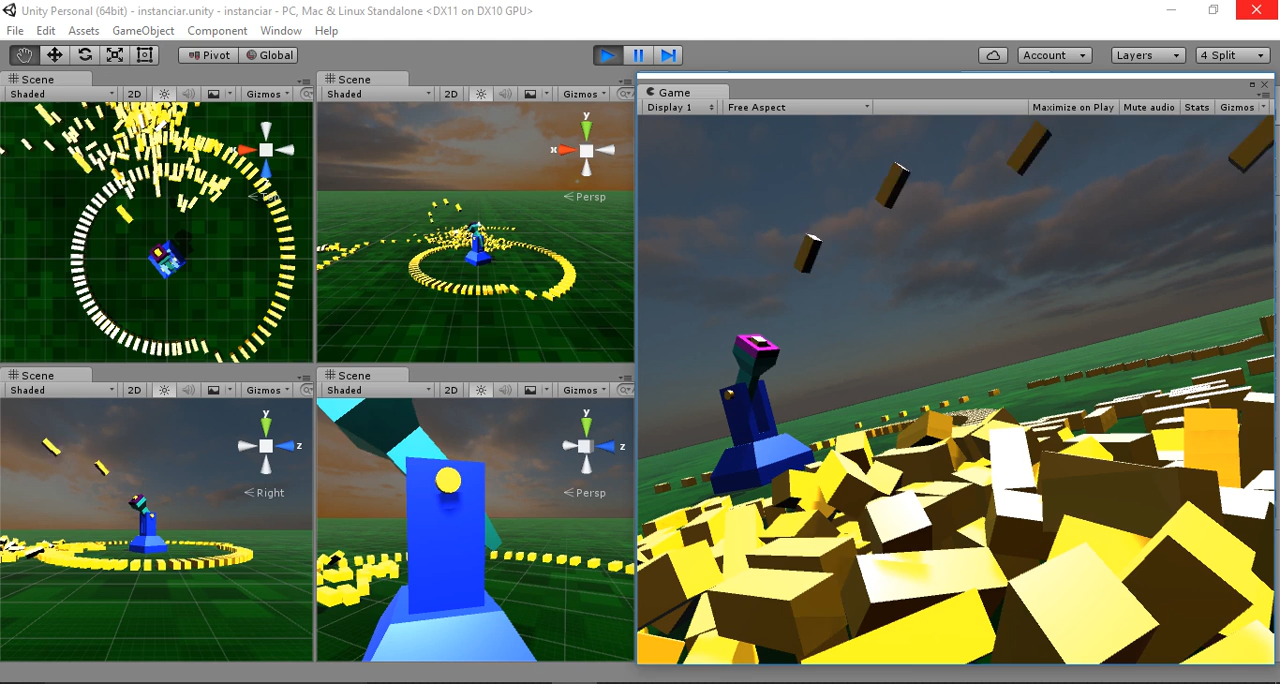 Unity Personal (64bit) - instanciar.unity - instanciar - PC, Mac & Linux Standalone <DX11 on DX10 GPU>
File Edit Assets GameObject Component Window Help
Pivot Global Account Layers 4 Split
Scene
Shaded 2D Gizmos
Scene
Shaded 2D Gizmos
y
x
Persp
Scene
Shaded 2D Gizmos
y
z
Right
Scene
Shaded 2D Gizmos
y
z
Persp
Game
Display 1 Free Aspect Maximize on Play Mute audio Stats Gizmos